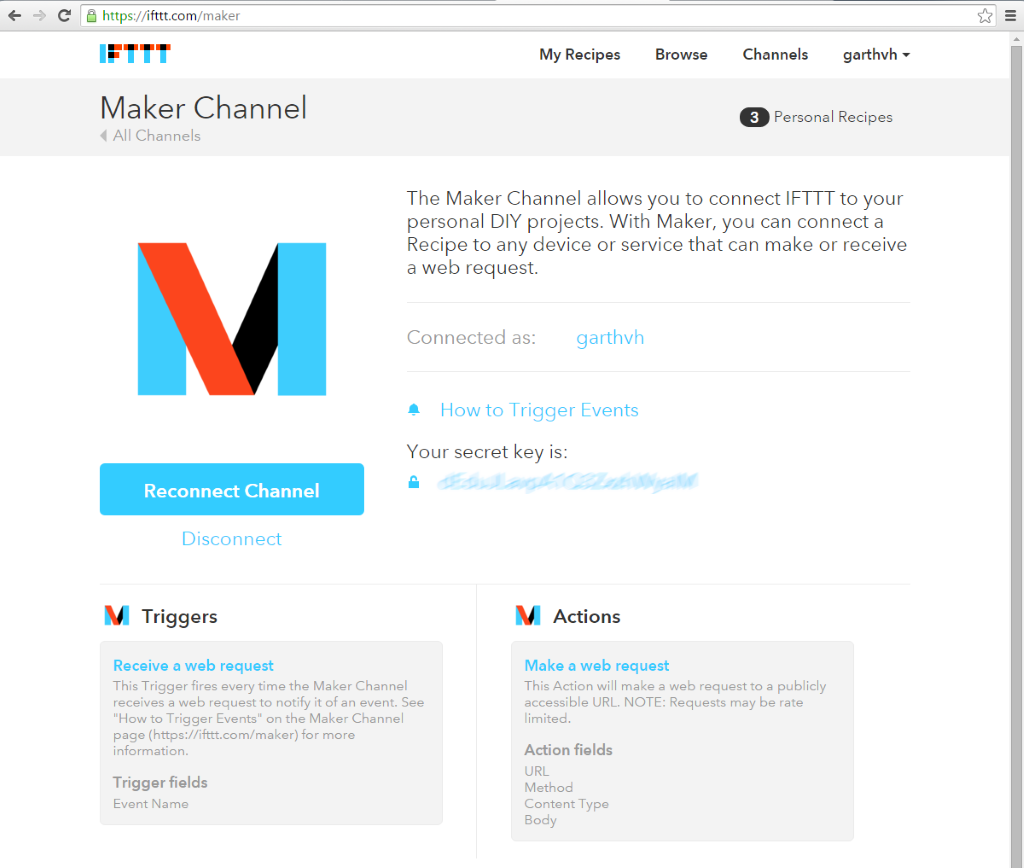 https://ifttt.com/maker
IFTTT
My Recipes
Browse
Channels
garthvh
Maker Channel
All Channels
3 Personal Recipes
The Maker Channel allows you to connect IFTTT to your
personal DIY projects. With Maker, you can connect a
Recipe to any device or service that can make or receive
a web request.
Connected as: garthvh
How to Trigger Events
Your secret key is:
Reconnect Channel
Disconnect
Triggers
Receive a web request
This Trigger fires every time the Maker Channel
receives a web request to notify it of an event. See
"How to Trigger Events" on the Maker Channel
page (https://ifttt.com/maker) for more
information.
Trigger fields
Event Name
Actions
Make a web request
This Action will make a web request to a publicly
accessible URL. NOTE: Requests may be rate
limited.
Action fields
URL
Method
Content Type
Body